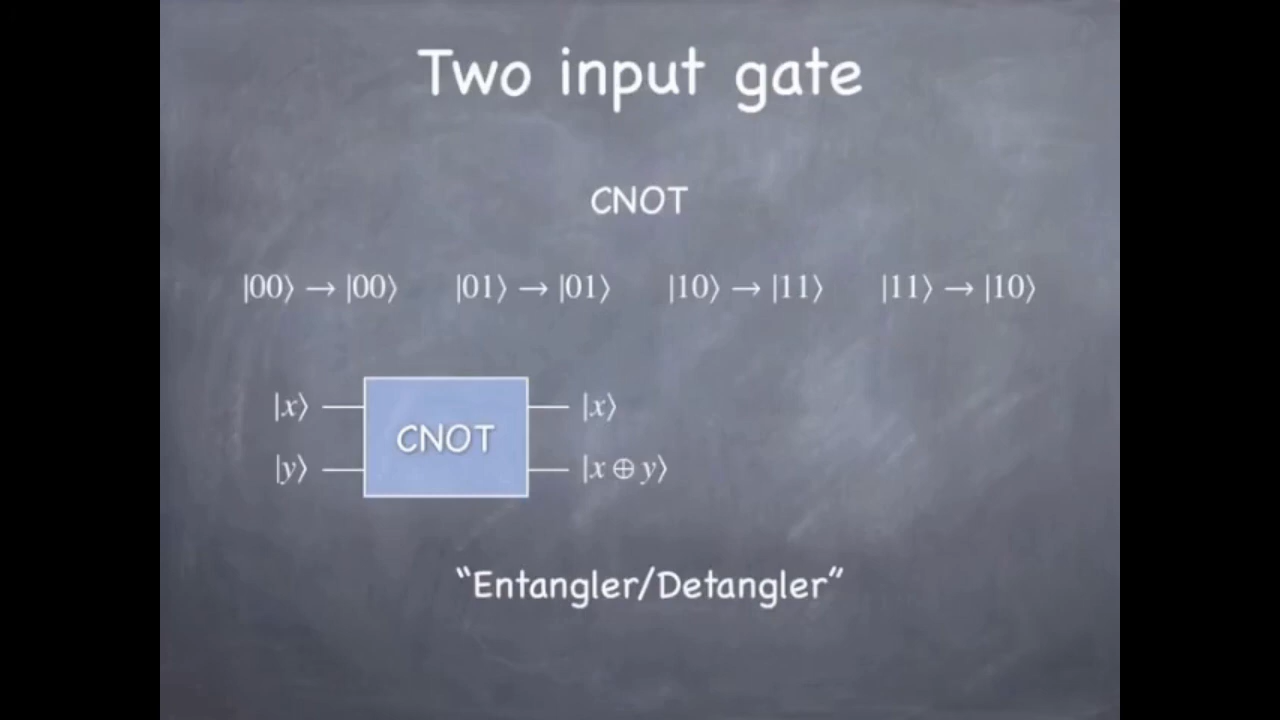 Two input gate
CNOT
|00⟩ → |00⟩ |01⟩ → |01⟩ |10⟩ → |11⟩ |11⟩ → |10⟩
|x⟩ |x⟩
CNOT
|y⟩ |x ⊕ y⟩
“Entangler/Detangler”